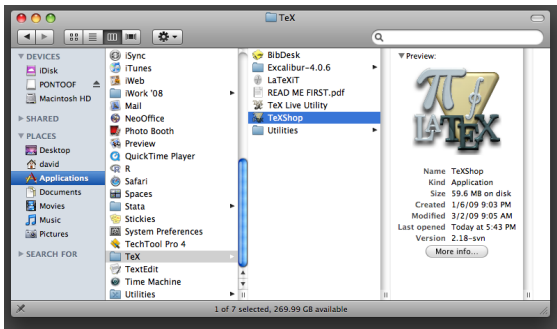 TeX
DEVICES
iDisk
PONTOOF
Macintosh HD
SHARED
PLACES
Desktop
david
Applications
Documents
Movies
Music
Pictures
SEARCH FOR
iSync
iTunes
iWeb
iWork '08
Mail
NeoOffice
Photo Booth
Preview
QuickTime Player
R
Safari
Spaces
Stata
Stickies
System Preferences
TechTool Pro 4
TeX
TextEdit
Time Machine
Utilities
BibDesk
Excalibur-4.0.6
LaTeXiT
READ ME FIRST.pdf
TeX Live Utility
TeXShop
Utilities
Preview:
LATEX
Name TeXShop
Kind Application
Size 59.6 MB on disk
Created 1/6/09 9:03 PM
Modified 3/2/09 9:05 AM
Last opened Today at 5:43 PM
Version 2.18-svn
More info...
1 of 7 selected, 269.99 GB available